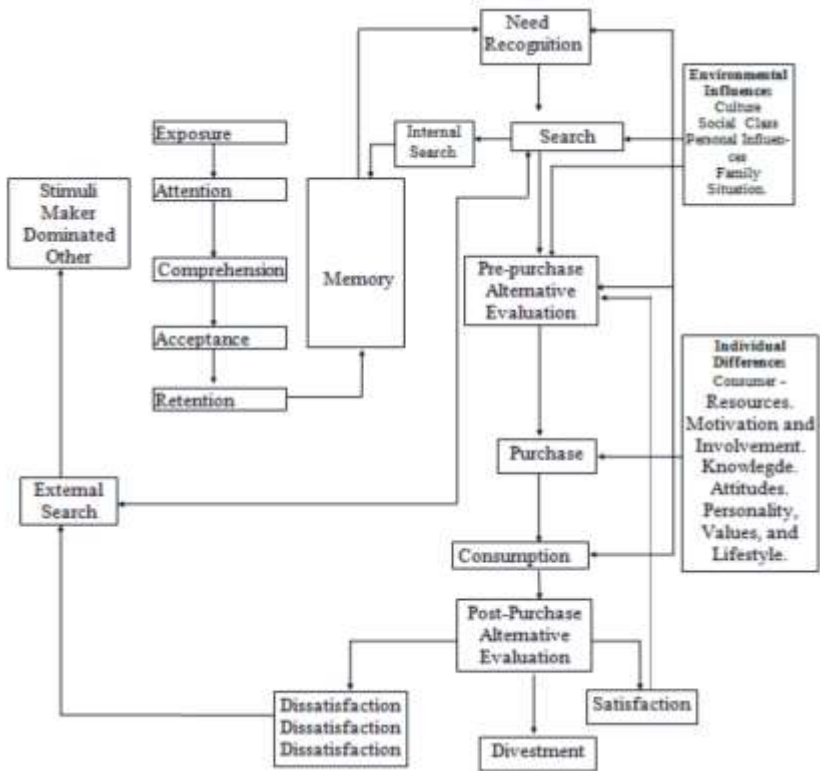 Need
Recognition
Environmental
Influence:
Culture
Social Class
Personal Influen-
ces
Family
Situation.
Exposure
Internal
Search
Search
Stimuli
Maker
Dominated
Other
Attention
Comprehension
Memory
Pre-purchase
Alternative
Evaluation
Acceptance
Retention
Individual
Difference:
Consumer -
Resources.
Motivation and
Involvement.
Knowlegde.
Attitudes.
Personality,
Values, and
Lifestyle.
Purchase
External
Search
Consumption
Post-Purchase
Alternative
Evaluation
Dissatisfaction
Dissatisfaction
Dissatisfaction
Satisfaction
Divestment